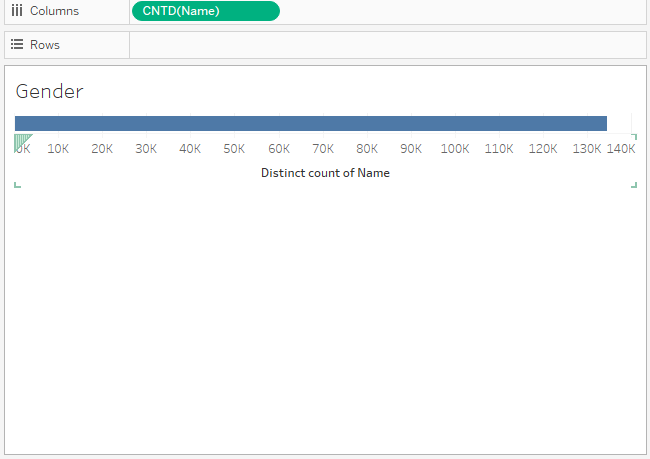 Columns CNTD(Name)
Rows
Gender
0K 10K 20K 30K 40K 50K 60K 70K 80K 90K 100K 110K 120K 130K 140K
Distinct count of Name